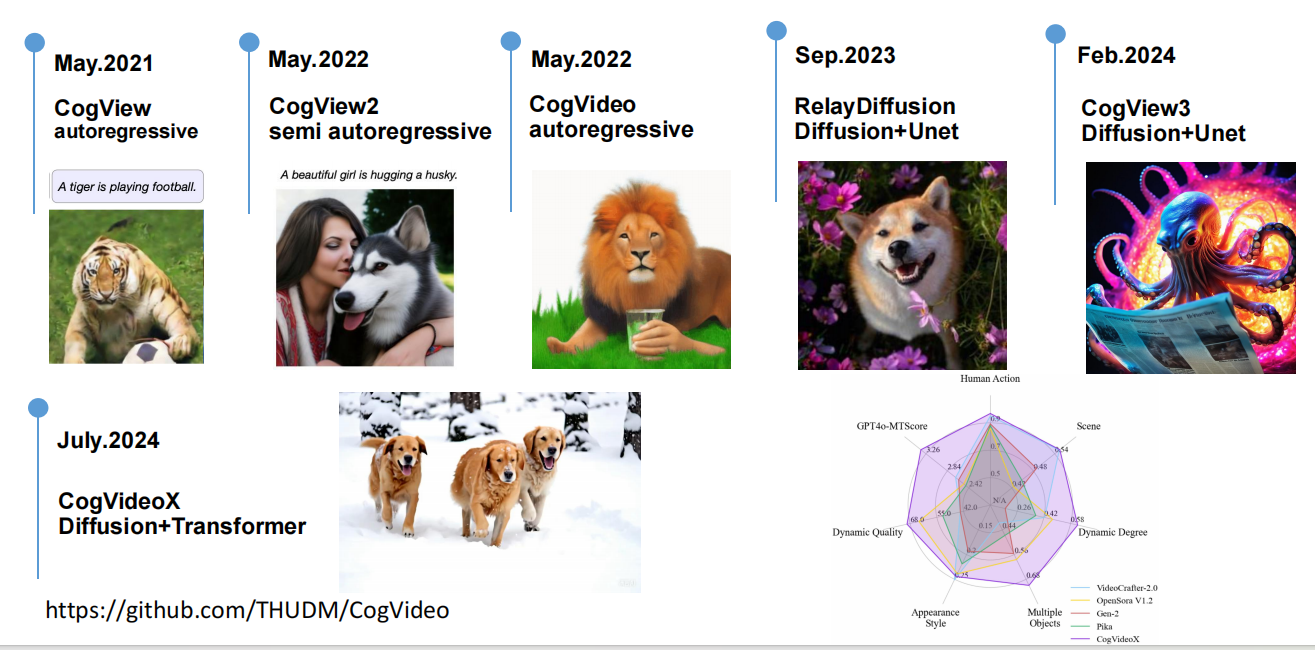 May.2021
CogView
autoregressive
A tiger is playing football.
May.2022
CogView2
semi autoregressive
A beautiful girl is hugging a husky.
May.2022
CogVideo
autoregressive
Sep.2023
RelayDiffusion
Diffusion+Unet
Feb.2024
CogView3
Diffusion+Unet
July.2024
CogVideoX
Diffusion+Transformer
https://github.com/THUDM/CogVideo
Human Action
GPT4o-MTScore
Scene
0.9
3.26
0.54
0.7
2.84
0.48
0.5
2.42
0.42
N/A
68.0
55.0
42.0
0.26
0.42
0.58
Dynamic Quality
Dynamic Degree
0.15
0.44
0.2
0.56
0.25
0.68
Appearance
Style
Multiple
Objects
VideoCrafter-2.0
OpenSora V1.2
Gen-2
Pika
CogVideoX